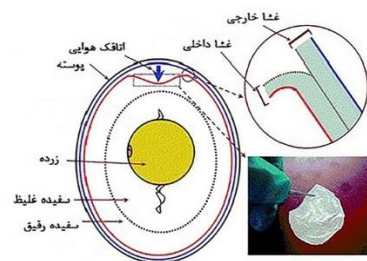 غشا خارجی
غشا داخلی
اتاقک هوایی
پوسته
زرده
سفیده غلیظ
سفیده رقیق